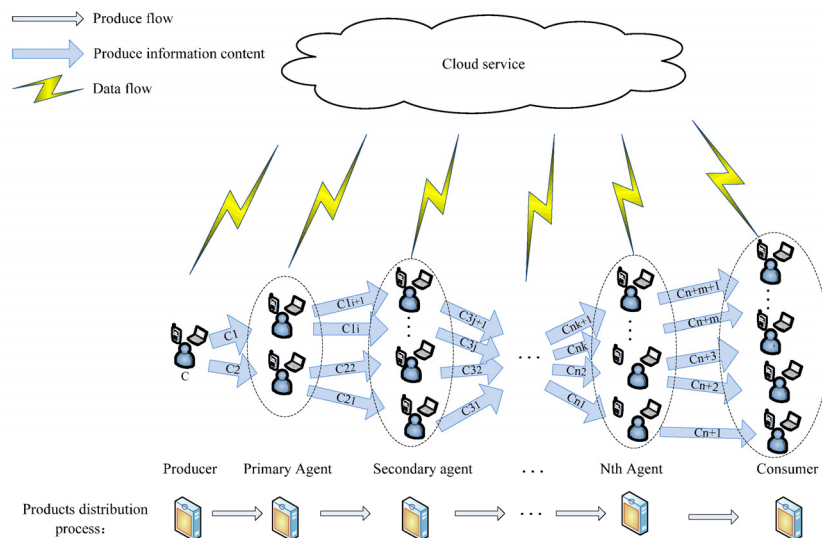 Produce flow
Produce information content
Data flow
Cloud service
C1
C2
C
C1i+1
C1i
C22
C21
C3j+1
C3j
C32
C31
...
Cnk+1
Cnk
Cn2
Cn1
Cn+m+1
Cn+m
Cn+3
Cn+2
Cn+1
Producer Primary Agent Secondary agent ... Nth Agent Consumer
Products distribution
process:
...